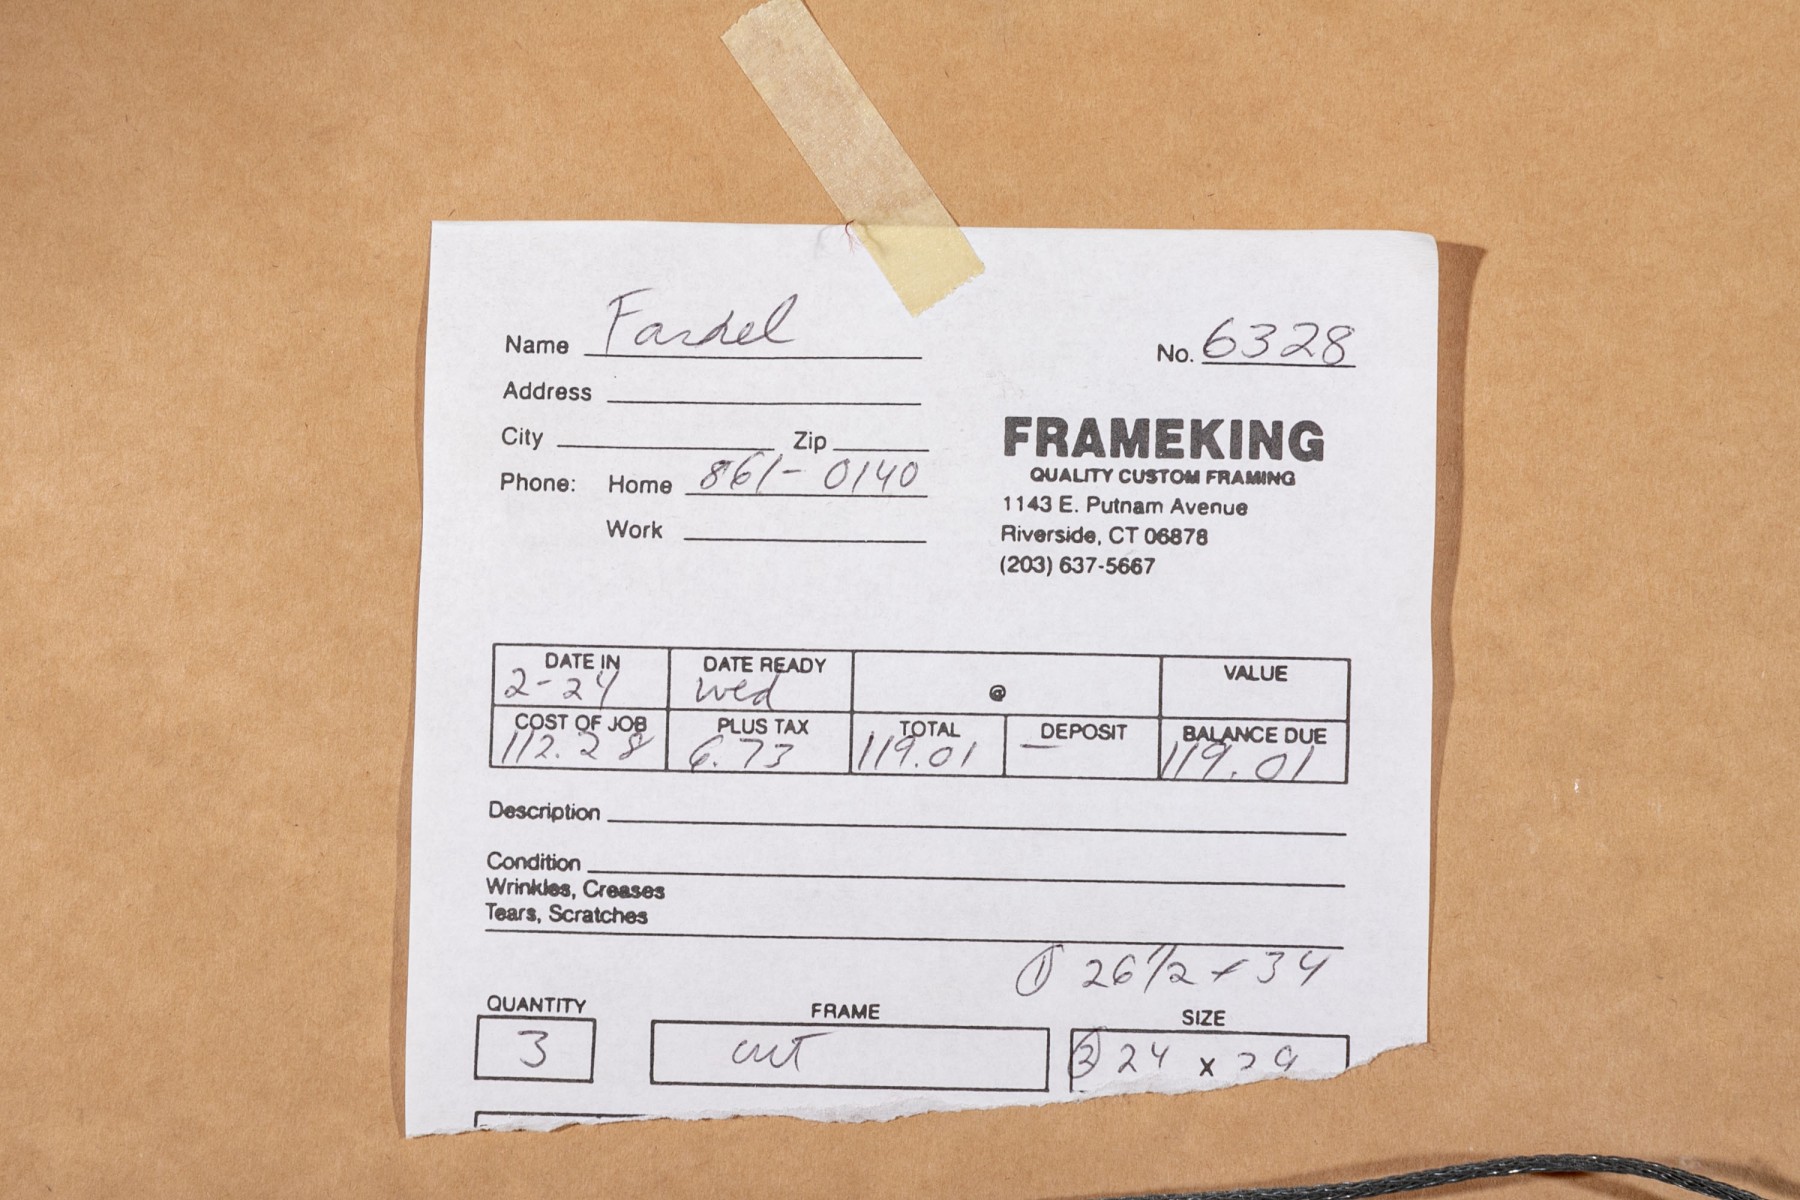 Name Fardel
No. 6328
Address
City Zip
Phone: Home 861-0140
Work
FRAMEKING
QUALITY CUSTOM FRAMING
1143 E. Putnam Avenue
Riverside, CT 06878
(203) 637-5667
DATE IN DATE READY VALUE
2-24 Wed @
COST OF JOB PLUS TAX TOTAL DEPOSIT BALANCE DUE
112.28 6.73 119.01 — 119.01
Description
Condition
Wrinkles, Creases
Tears, Scratches
① 26 1/2 x 34
QUANTITY FRAME SIZE
3 cut ② 24 x 29